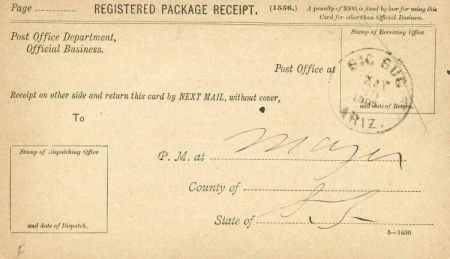 Page REGISTERED PACKAGE RECEIPT. (1556.) A penalty of $300 is fixed by law for using this
Card for other than Official Business.
Post Office Department,
Official Business.
Stamp of Receiving Office
Post Office at
BIG BUG
1895
ARIZ.
and date of Return.
Receipt on other side and return this card by NEXT MAIL, without cover,
To
Stamp of Dispatching Office
and date of Dispatch.
P. M. at Mayer
County of
State of
5—1630